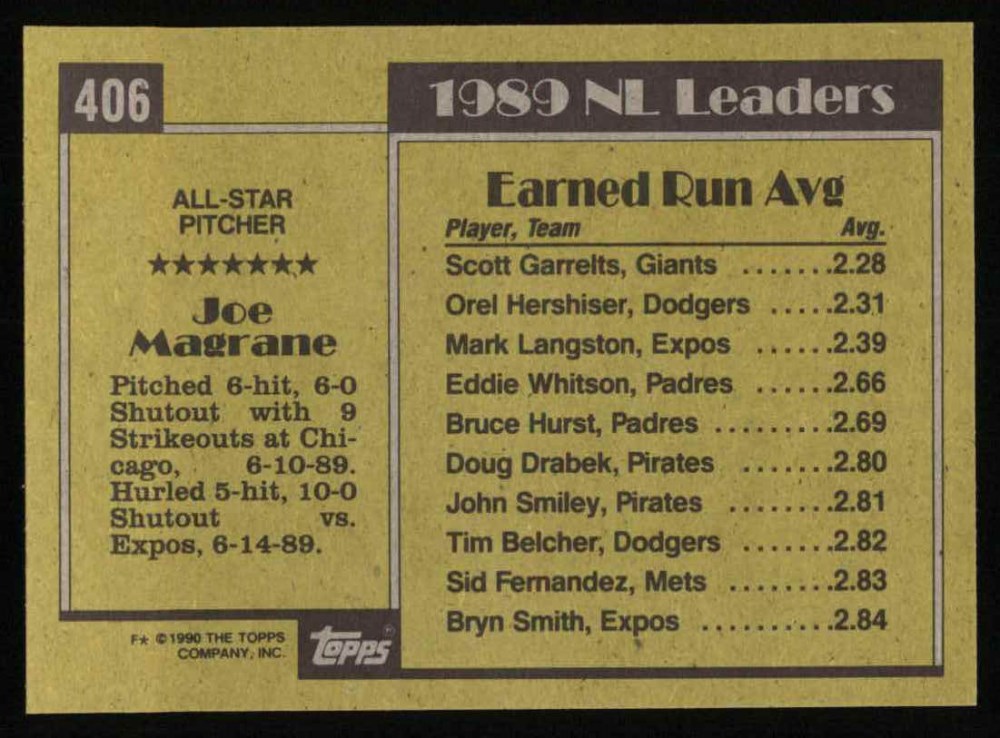 406
ALL-STAR
PITCHER
★★★★★★★
Joe
Magrane
Pitched 6-hit, 6-0
Shutout with 9
Strikeouts at Chi-
cago, 6-10-89.
Hurled 5-hit, 10-0
Shutout vs.
Expos, 6-14-89.
F★ ©1990 THE TOPPS
COMPANY, INC.
topps®
1989 NL Leaders
Earned Run Avg
Player, Team Avg.
Scott Garrelts, Giants .......2.28
Orel Hershiser, Dodgers .....2.31
Mark Langston, Expos ......2.39
Eddie Whitson, Padres ......2.66
Bruce Hurst, Padres ........2.69
Doug Drabek, Pirates .......2.80
John Smiley, Pirates ........2.81
Tim Belcher, Dodgers .......2.82
Sid Fernandez, Mets ........2.83
Bryn Smith, Expos ..........2.84